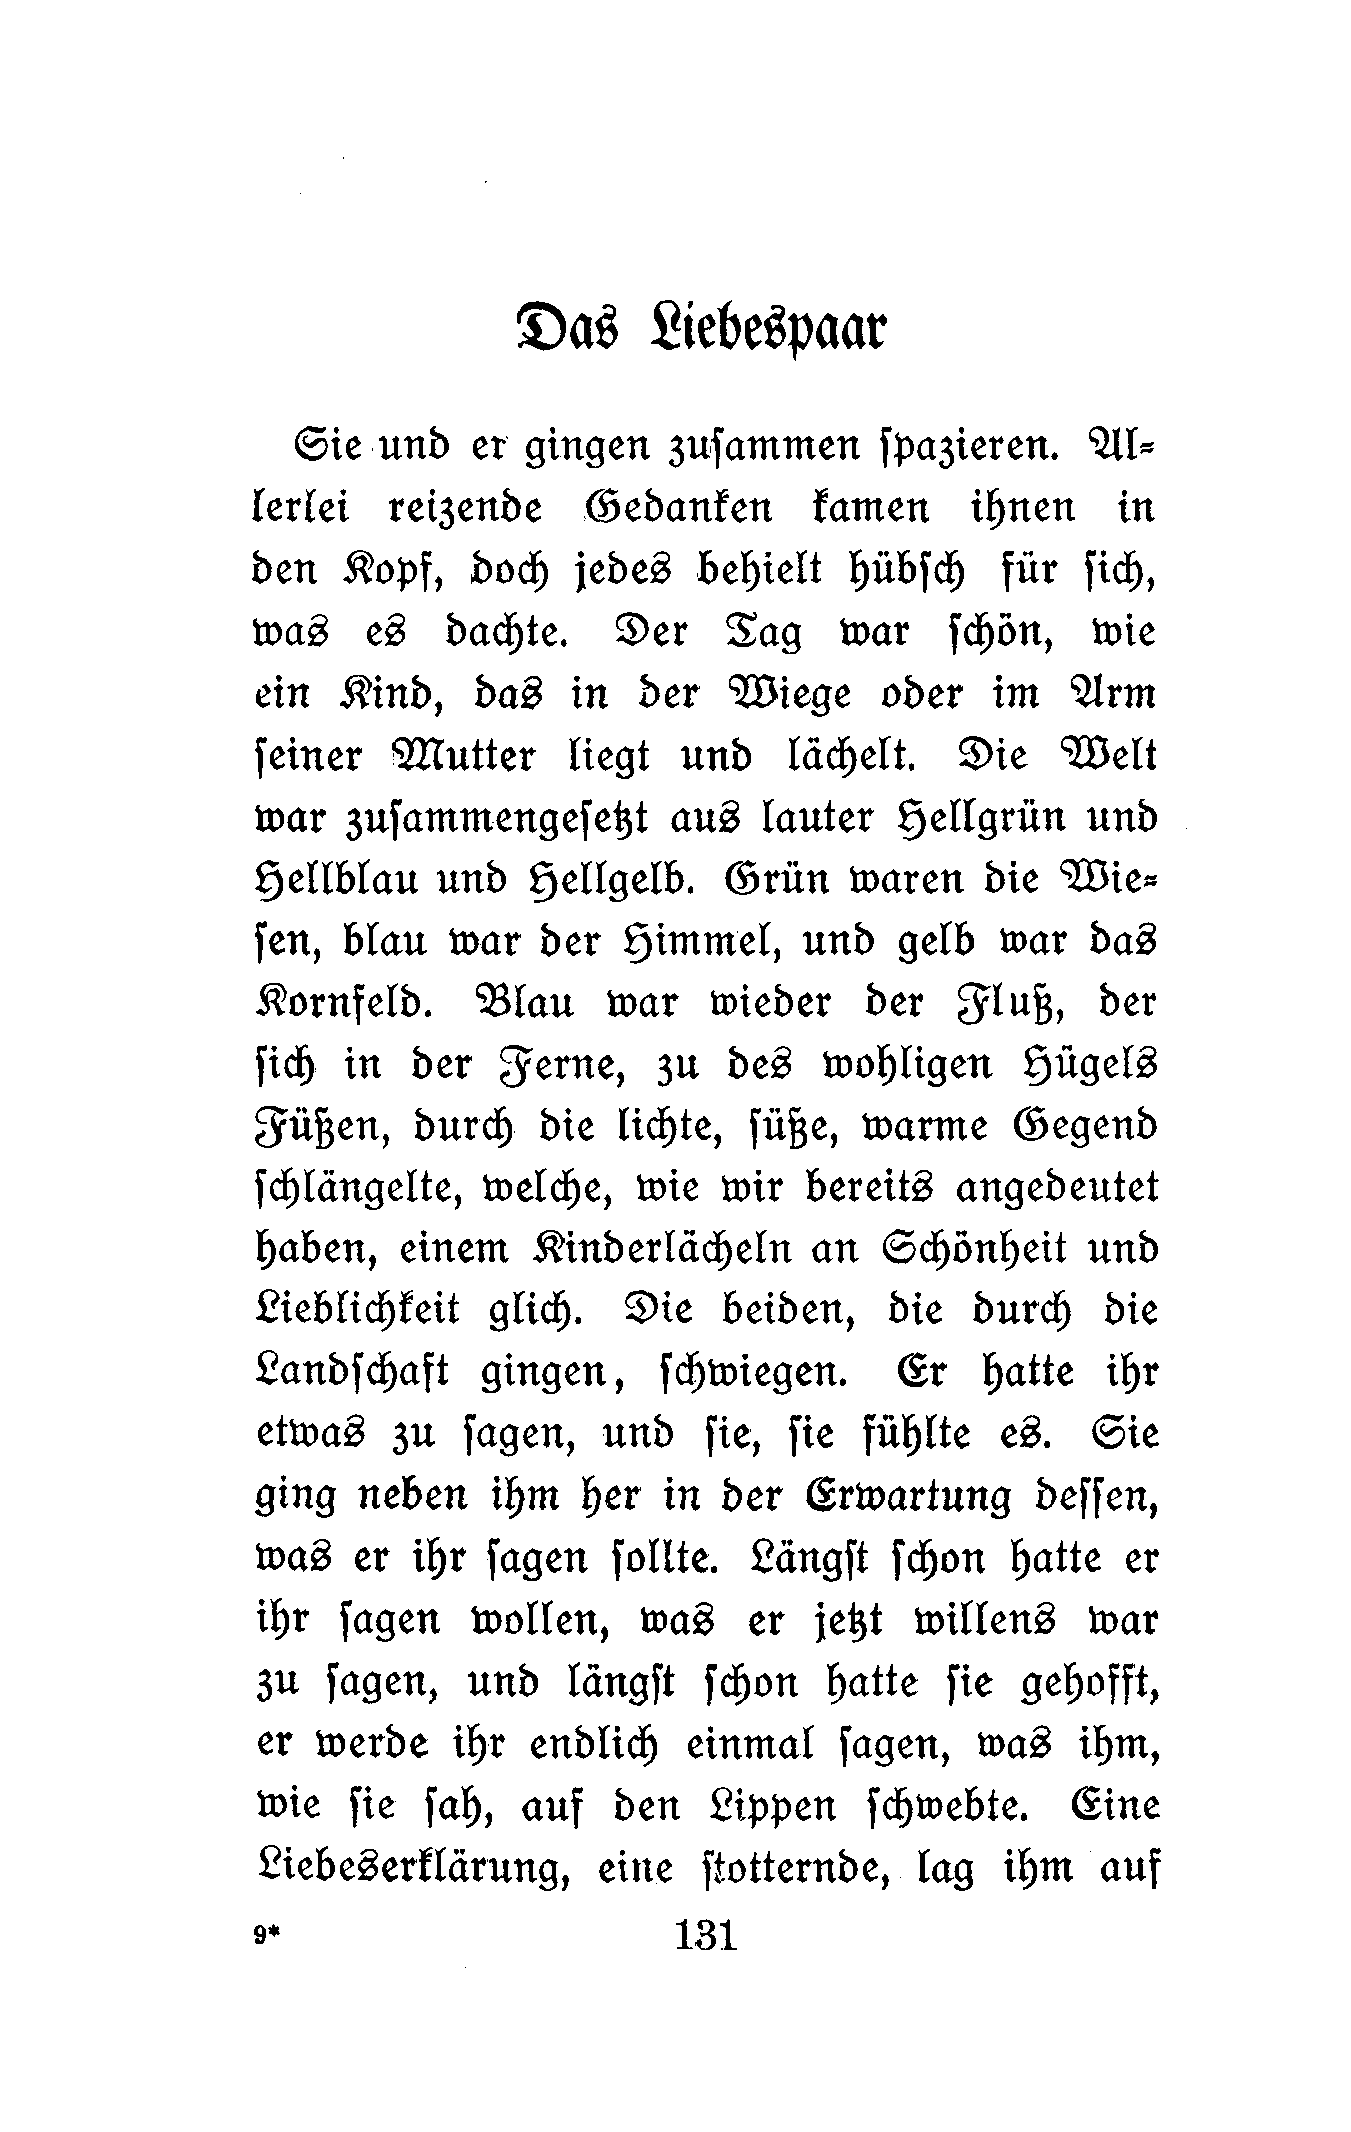 Das Liebespaar
Sie und er gingen zusammen spazieren. Al-
lerlei reizende Gedanken kamen ihnen in
den Kopf, doch jedes behielt hübsch für sich,
was es dachte. Der Tag war schön, wie
ein Kind, das in der Wiege oder im Arm
seiner Mutter liegt und lächelt. Die Welt
war zusammengesetzt aus lauter Hellgrün und
Hellblau und Hellgelb. Grün waren die Wie-
sen, blau war der Himmel, und gelb war das
Kornfeld. Blau war wieder der Fluß, der
sich in der Ferne, zu des wohligen Hügels
Füßen, durch die lichte, süße, warme Gegend
schlängelte, welche, wie wir bereits angedeutet
haben, einem Kinderlächeln an Schönheit und
Lieblichkeit glich. Die beiden, die durch die
Landschaft gingen, schwiegen. Er hatte ihr
etwas zu sagen, und sie, sie fühlte es. Sie
ging neben ihm her in der Erwartung dessen,
was er ihr sagen sollte. Längst schon hatte er
ihr sagen wollen, was er jetzt willens war
zu sagen, und längst schon hatte sie gehofft,
er werde ihr endlich einmal sagen, was ihm,
wie sie sah, auf den Lippen schwebte. Eine
Liebeserklärung, eine stotternde, lag ihm auf
9* 131